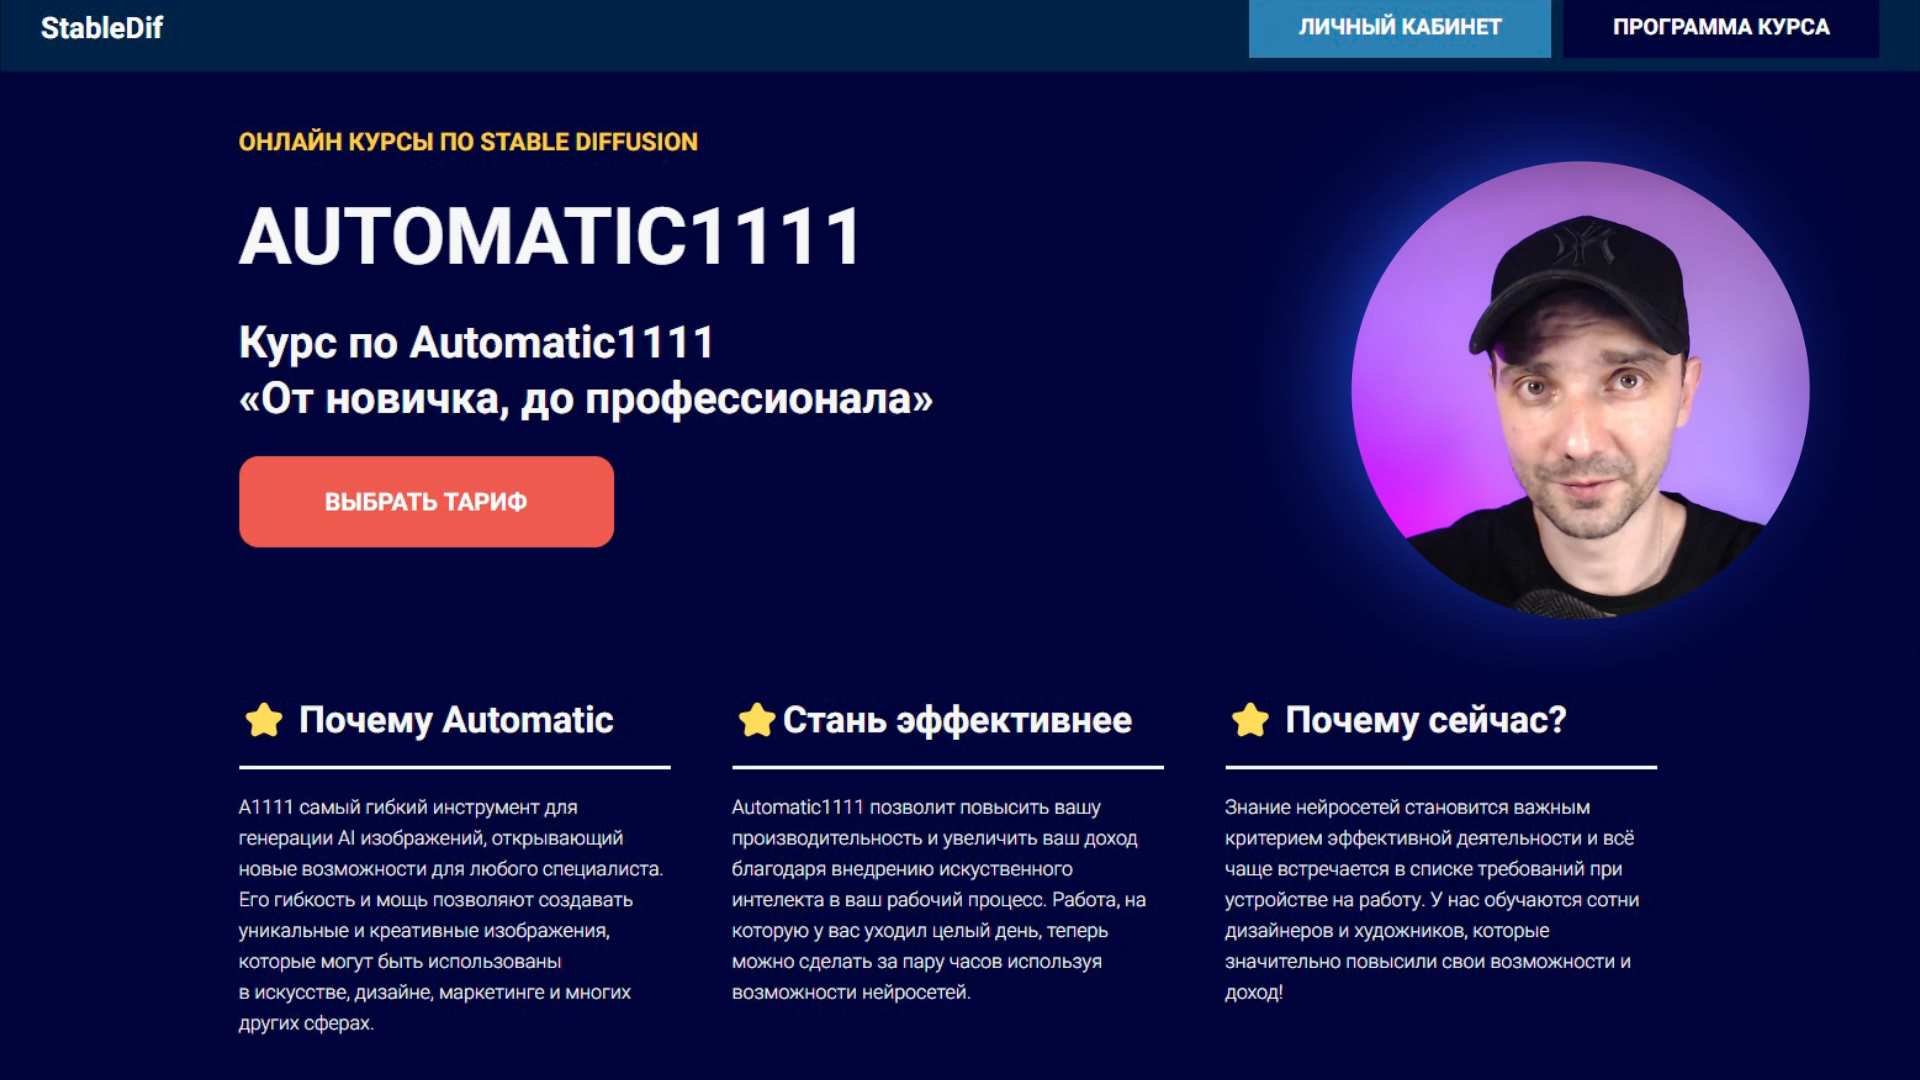 StableDif
ЛИЧНЫЙ КАБИНЕТ
ПРОГРАММА КУРСА
ОНЛАЙН КУРСЫ ПО STABLE DIFFUSION
AUTOMATIC1111
Курс по Automatic1111
«От новичка, до профессионала»
ВЫБРАТЬ ТАРИФ
Почему Automatic
A1111 самый гибкий инструмент для
генерации AI изображений, открывающий
новые возможности для любого специалиста.
Его гибкость и мощь позволяют создавать
уникальные и креативные изображения,
которые могут быть использованы
в искусстве, дизайне, маркетинге и многих
других сферах.
Стань эффективнее
Automatic1111 позволит повысить вашу
производительность и увеличить ваш доход
благодаря внедрению искуственного
интелекта в ваш рабочий процесс. Работа, на
которую у вас уходил целый день, теперь
можно сделать за пару часов используя
возможности нейросетей.
Почему сейчас?
Знание нейросетей становится важным
критерием эффективной деятельности и всё
чаще встречается в списке требований при
устройстве на работу. У нас обучаются сотни
дизайнеров и художников, которые
значительно повысили свои возможности и
доход!